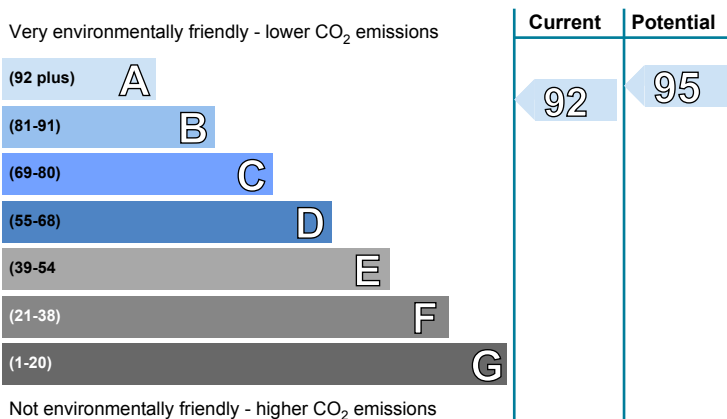 Current Potential
Very environmentally friendly - lower CO2 emissions
(92 plus) A
92
95
(81-91) B
(69-80) C
(55-68) D
(39-54 E
(21-38) F
(1-20) G
Not environmentally friendly - higher CO2 emissions